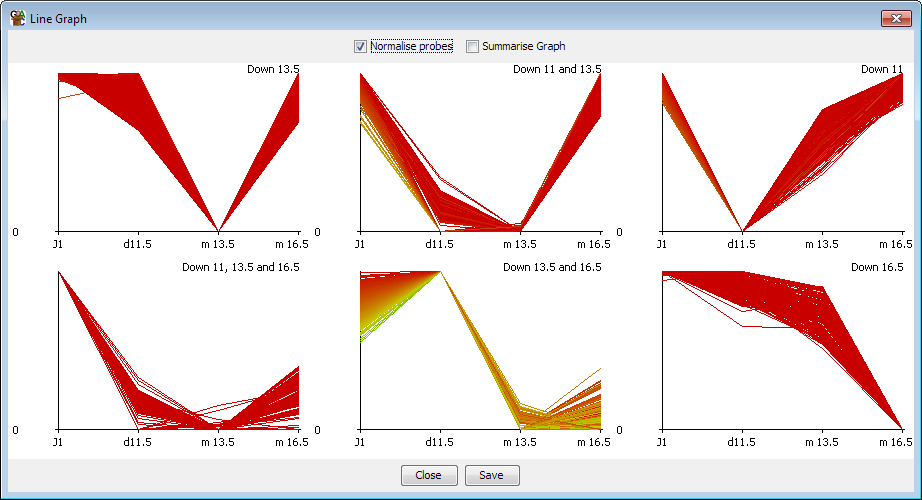 Line Graph
Normalise probes Summarise Graph
Down 13.5 Down 11 and 13.5 Down 11
0 0 0
J1 d11.5 m 13.5 m 16.5 J1 d11.5 m 13.5 m 16.5 J1 d11.5 m 13.5 m 16.5
Down 11, 13.5 and 16.5 Down 13.5 and 16.5 Down 16.5
0 0 0
J1 d11.5 m 13.5 m 16.5 J1 d11.5 m 13.5 m 16.5 J1 d11.5 m 13.5 m 16.5
Close Save